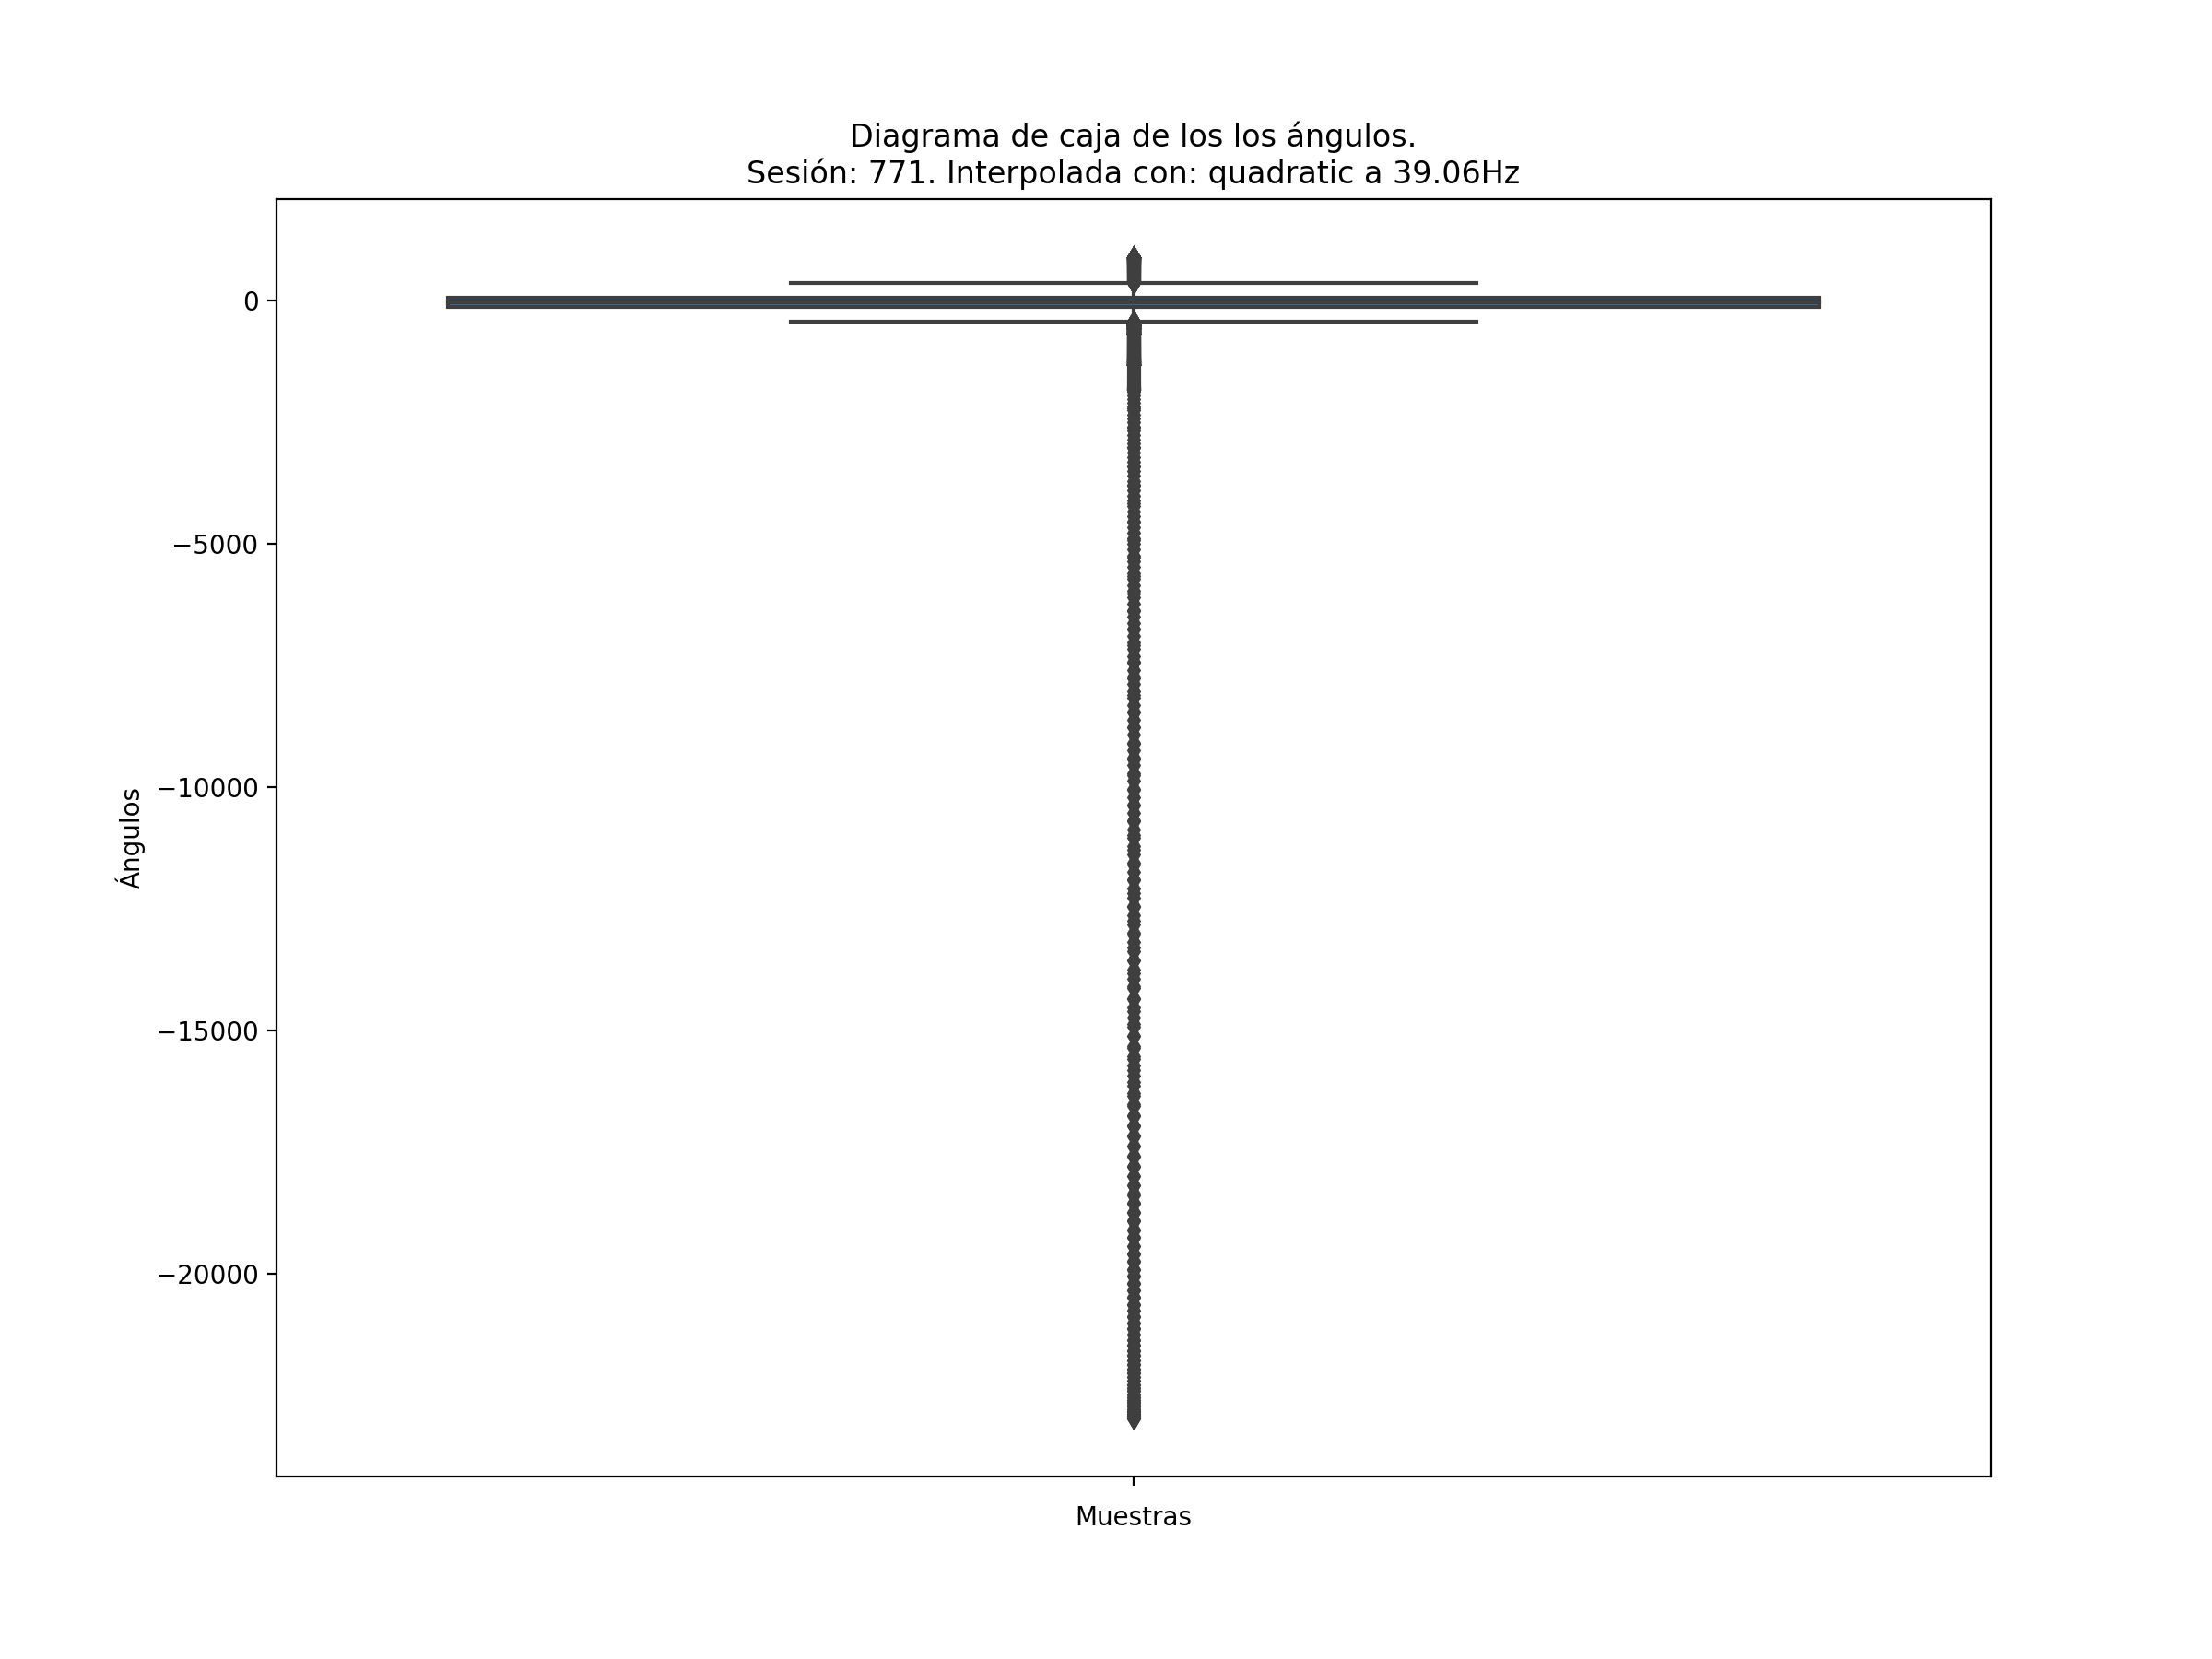 Diagrama de caja de los los ángulos.
Sesión: 771. Interpolada con: quadratic a 39.06Hz
0
−5000
−10000
−15000
−20000
Ángulos
Muestras